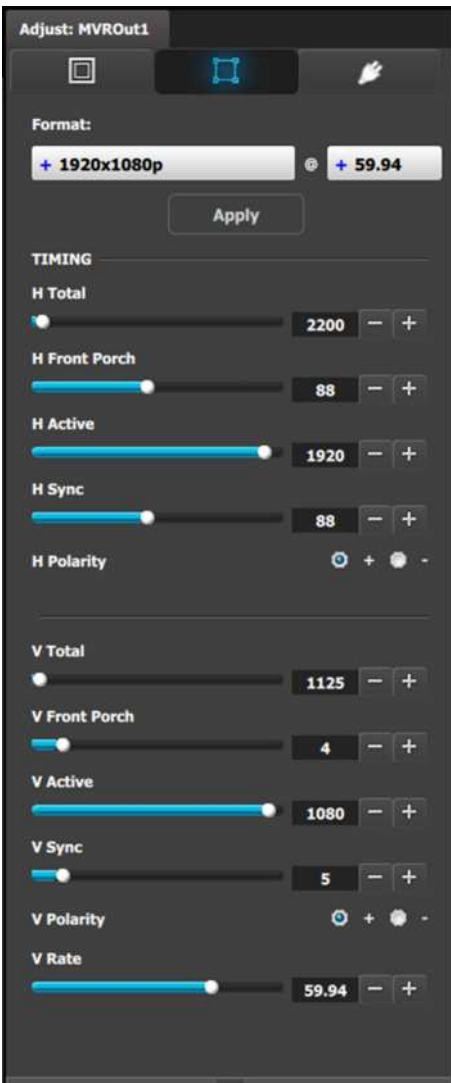 Adjust: MVROut1
Format:
+ 1920x1080p @ + 59.94
Apply
TIMING
H Total
2200 − +
H Front Porch
88 − +
H Active
1920 − +
H Sync
88 − +
H Polarity + -
V Total
1125 − +
V Front Porch
4 − +
V Active
1080 − +
V Sync
5 − +
V Polarity + -
V Rate
59.94 − +